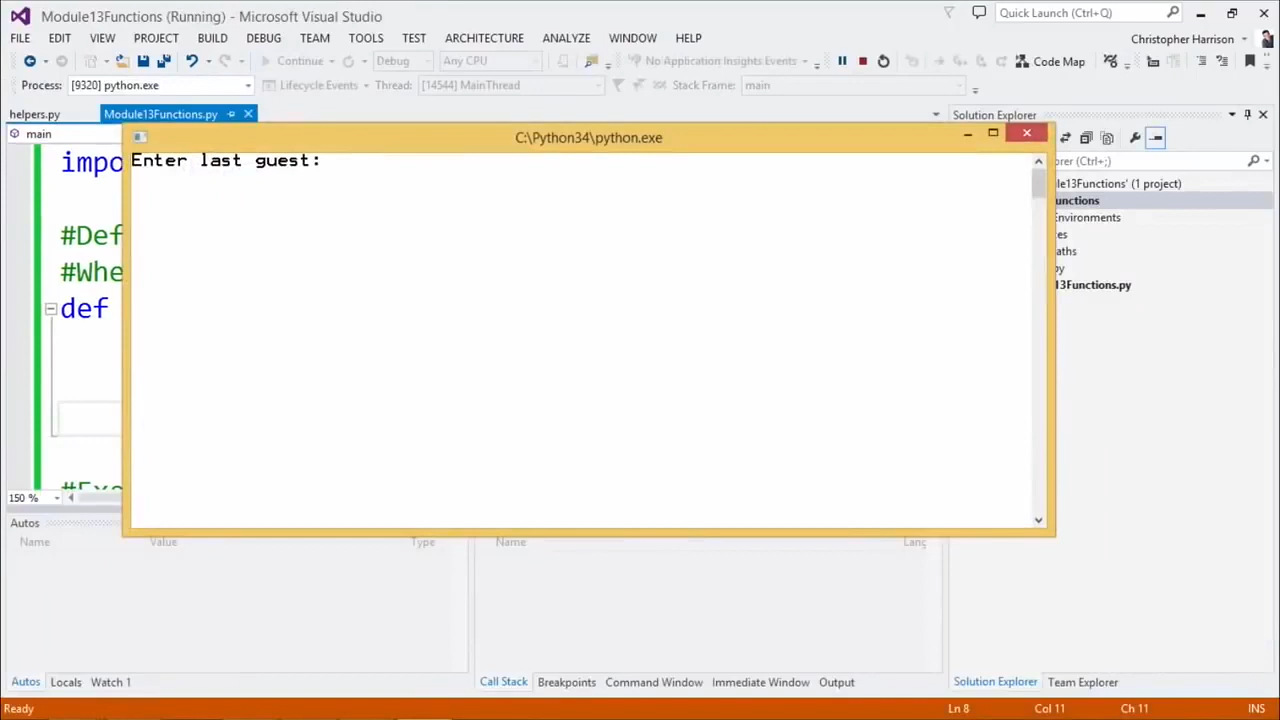 Module13Functions (Running) - Microsoft Visual Studio
Quick Launch (Ctrl+Q)
FILE EDIT VIEW PROJECT BUILD DEBUG TEAM TOOLS TEST ARCHITECTURE ANALYZE WINDOW HELP
Christopher Harrison
Continue Debug Any CPU No Application Insights Events Code Map
Process: [9320] python.exe Lifecycle Events Thread: [14544] MainThread Stack Frame: main
helpers.py Module13Functions.py Solution Explorer
main
C:\Python34\python.exe
Enter last guest:
impo
orer (Ctrl+;)
le13Functions' (1 project)
unctions
Environments
es
aths
py
13Functions.py
#Def
#Whe
def
#Exe
150 %
Autos
Name Value Type Name Lang
Autos Locals Watch 1 Call Stack Breakpoints Command Window Immediate Window Output Solution Explorer Team Explorer
Ready Ln 8 Col 11 Ch 11 INS